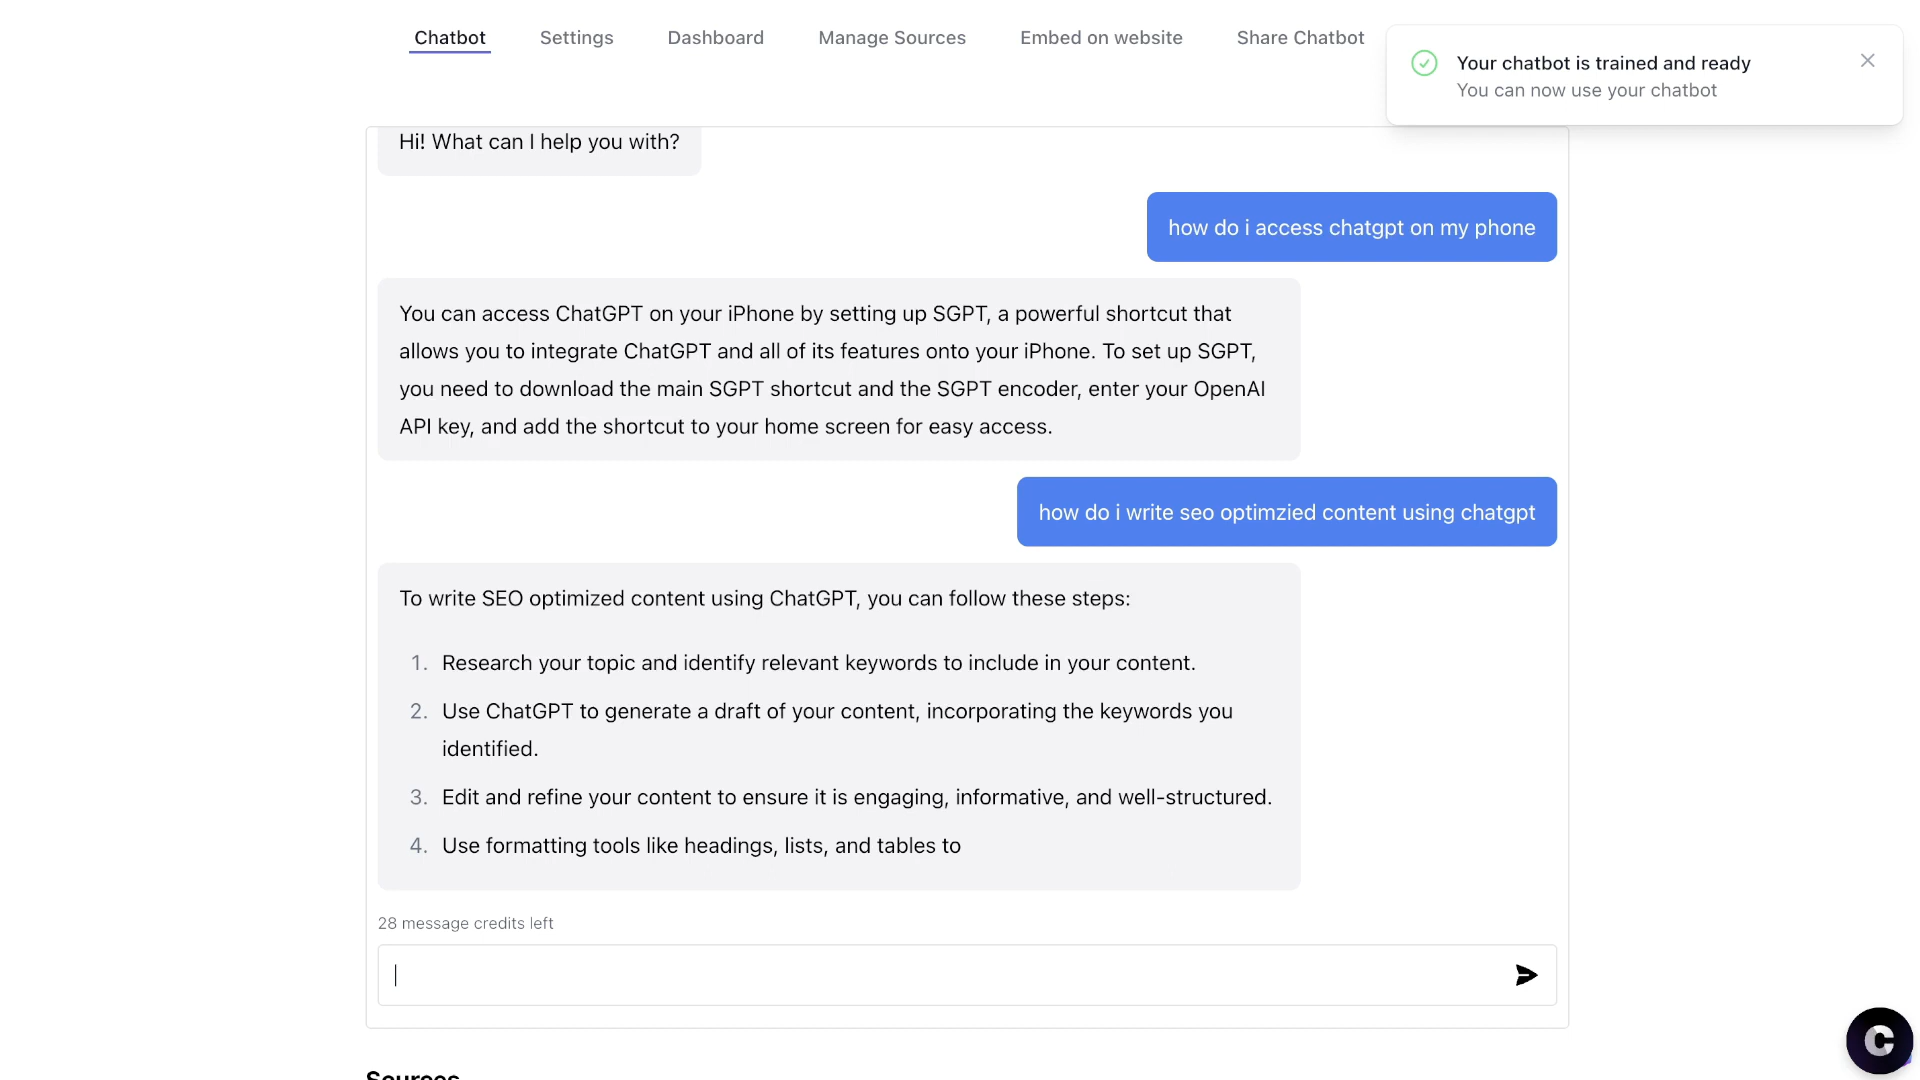 Chatbot Settings Dashboard Manage Sources Embed on website Share Chatbot
Your chatbot is trained and ready
You can now use your chatbot
Hi! What can I help you with?
how do i access chatgpt on my phone
You can access ChatGPT on your iPhone by setting up SGPT, a powerful shortcut that
allows you to integrate ChatGPT and all of its features onto your iPhone. To set up SGPT,
you need to download the main SGPT shortcut and the SGPT encoder, enter your OpenAI
API key, and add the shortcut to your home screen for easy access.
how do i write seo optimzied content using chatgpt
To write SEO optimized content using ChatGPT, you can follow these steps:
1. Research your topic and identify relevant keywords to include in your content.
2. Use ChatGPT to generate a draft of your content, incorporating the keywords you
identified.
3. Edit and refine your content to ensure it is engaging, informative, and well-structured.
4. Use formatting tools like headings, lists, and tables to
28 message credits left
C
Sources